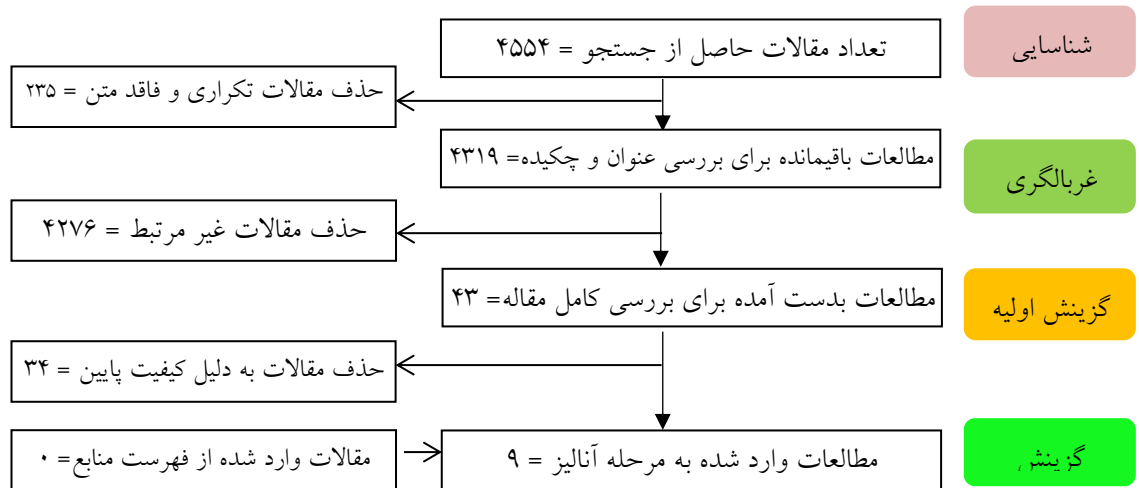 تعداد مقالات حاصل از جستجو = ۴۵۵۴
شناسایی
حذف مقالات تکراری و فاقد متن = ۲۳۵
مطالعات باقیمانده برای بررسی عنوان و چکیده= ۴۳۱۹
غربالگری
حذف مقالات غیر مرتبط = ۴۲۷۶
مطالعات بدست آمده برای بررسی کامل مقاله= ۴۳
گزینش اولیه
حذف مقالات به دلیل کیفیت پایین = ۳۴
گزینش
مطالعات وارد شده به مرحله آنالیز = ۹
مقالات وارد شده از فهرست منابع= ۰